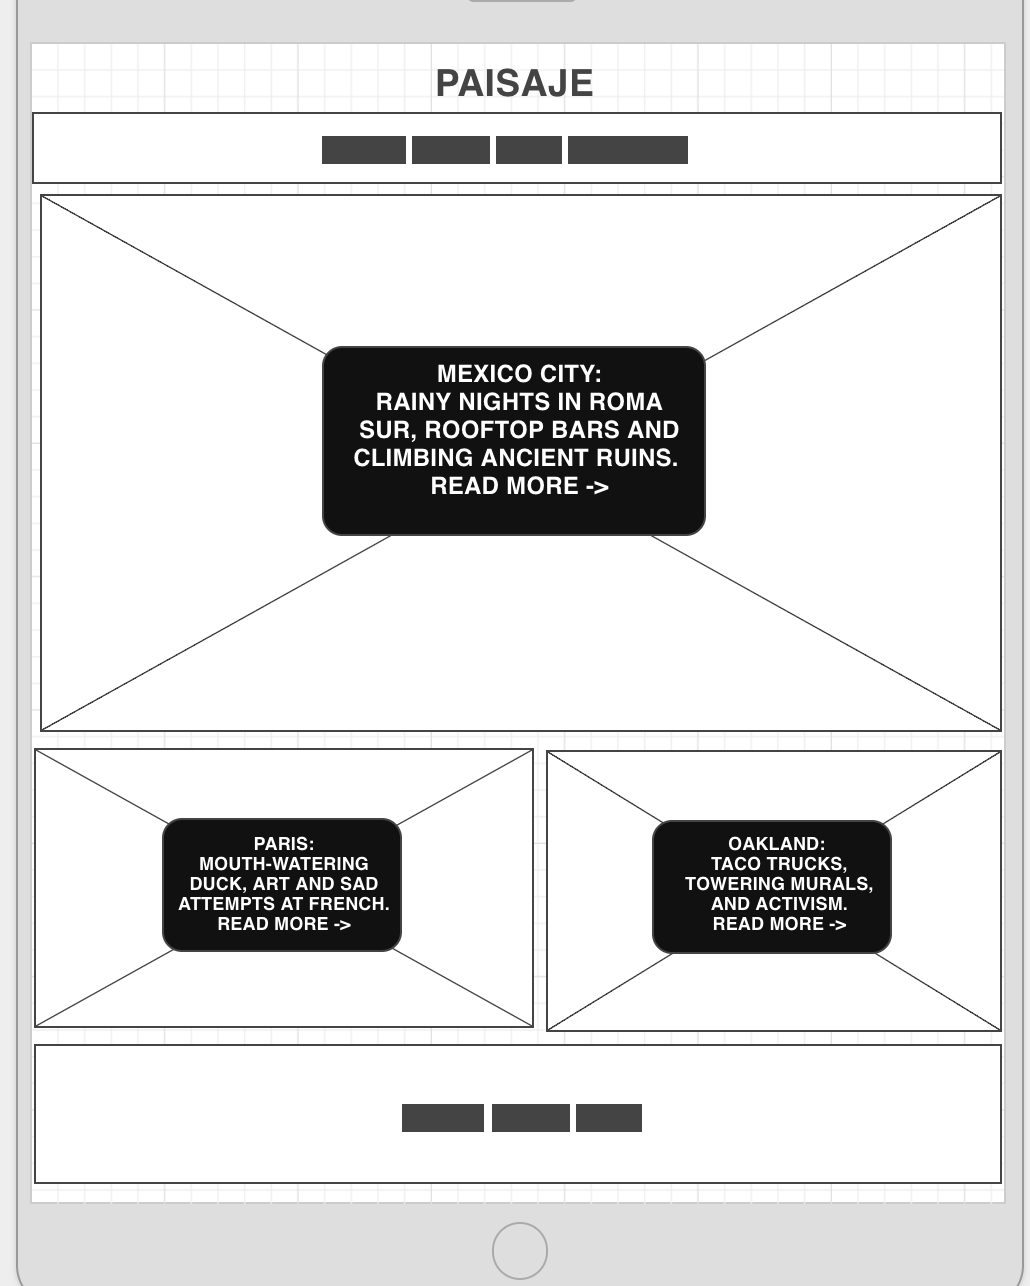 PAISAJE
MEXICO CITY:
RAINY NIGHTS IN ROMA
SUR, ROOFTOP BARS AND
CLIMBING ANCIENT RUINS.
READ MORE ->
PARIS:
MOUTH-WATERING
DUCK, ART AND SAD
ATTEMPTS AT FRENCH.
READ MORE ->
OAKLAND:
TACO TRUCKS,
TOWERING MURALS,
AND ACTIVISM.
READ MORE ->